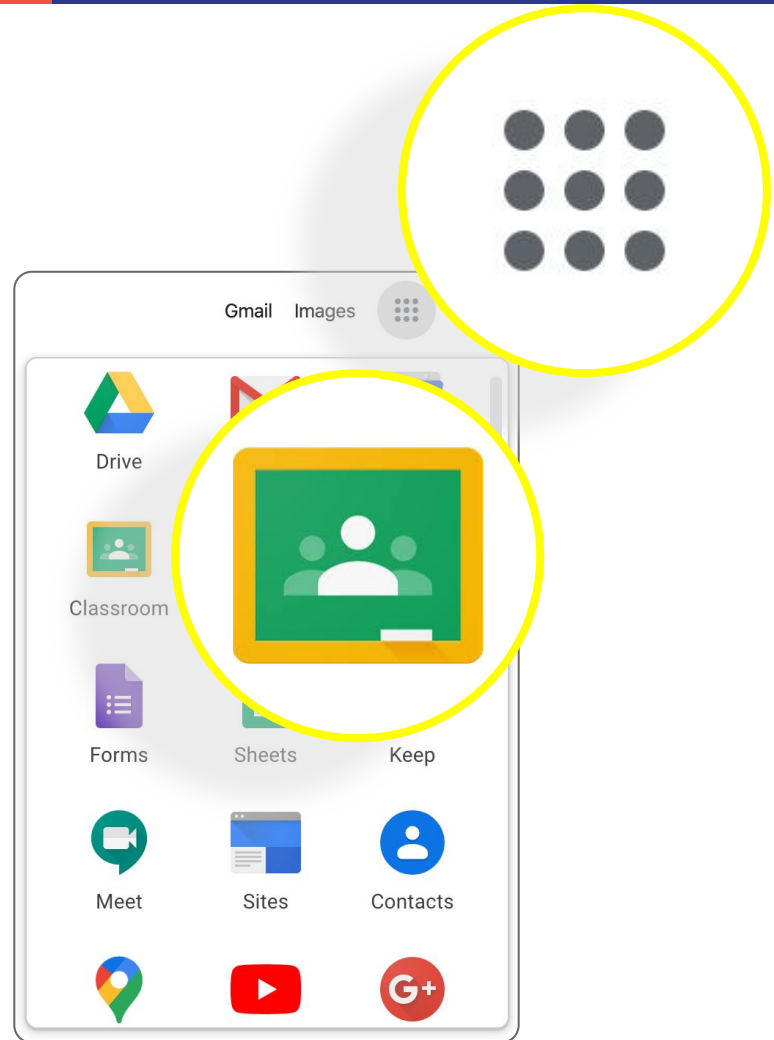 Gmail Images
Drive
Classroom
Forms Sheets Keep
Meet Sites Contacts
G+